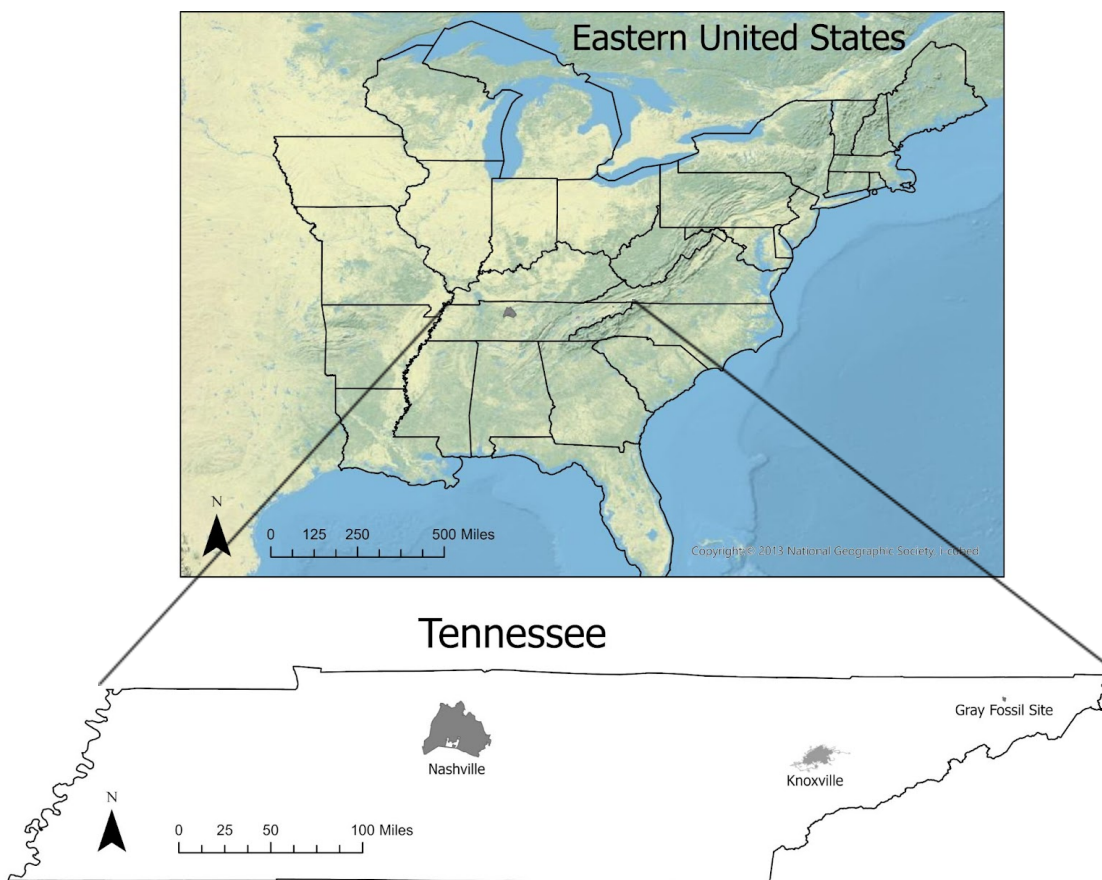 Eastern United States
N
0 125 250 500 Miles
Copyright:© 2013 National Geographic Society, i-cubed
Tennessee
Gray Fossil Site
Nashville
Knoxville
N
0 25 50 100 Miles